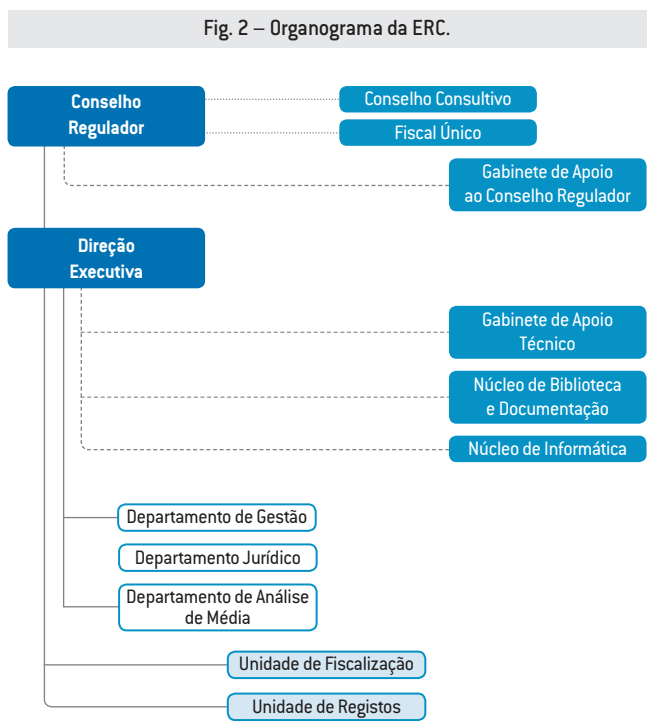 Fig. 2 – Organograma da ERC.
Conselho
Regulador
Conselho Consultivo
Fiscal Único
Gabinete de Apoio
ao Conselho Regulador
Direção
Executiva
Gabinete de Apoio
Técnico
Núcleo de Biblioteca
e Documentação
Núcleo de Informática
Departamento de Gestão
Departamento Jurídico
Departamento de Análise
de Média
Unidade de Fiscalização
Unidade de Registos